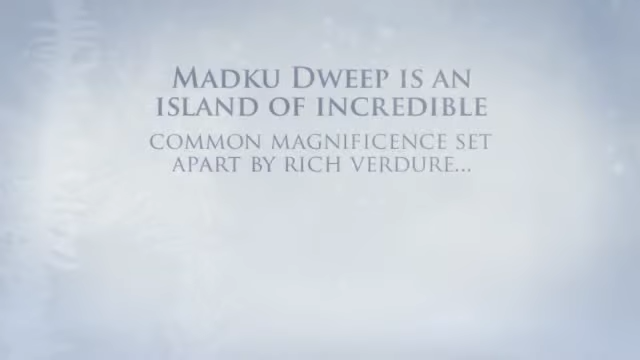 Madku Dweep is an
island of incredible
common magnificence set
apart by rich verdure...